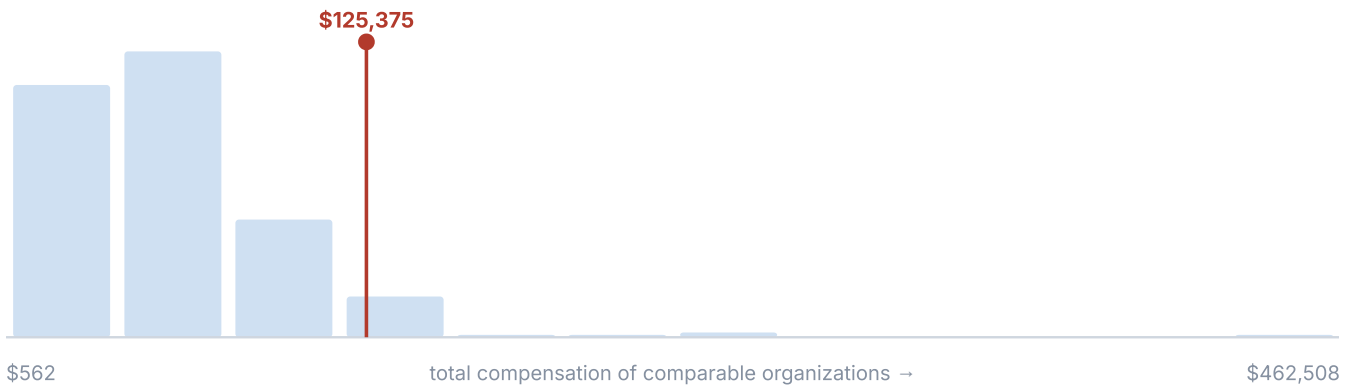 $125,375
$562 total compensation of comparable organizations → $462,508